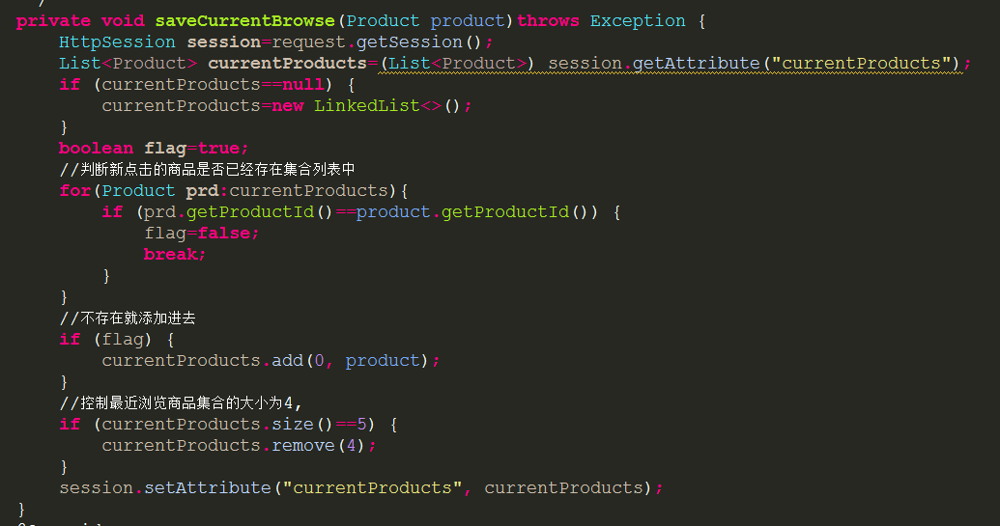 private void saveCurrentBrowse(Product product)throws Exception {
HttpSession session=request.getSession();
List<Product> currentProducts=(List<Product>) session.getAttribute("currentProducts");
if (currentProducts==null) {
currentProducts=new LinkedList<>();
}
boolean flag=true;
//判断新点击的商品是否已经存在集合列表中
for(Product prd:currentProducts){
if (prd.getProductId()==product.getProductId()) {
flag=false;
break;
}
}
//不存在就添加进去
if (flag) {
currentProducts.add(0, product);
}
//控制最近浏览商品集合的大小为4,
if (currentProducts.size()==5) {
currentProducts.remove(4);
}
session.setAttribute("currentProducts", currentProducts);
}